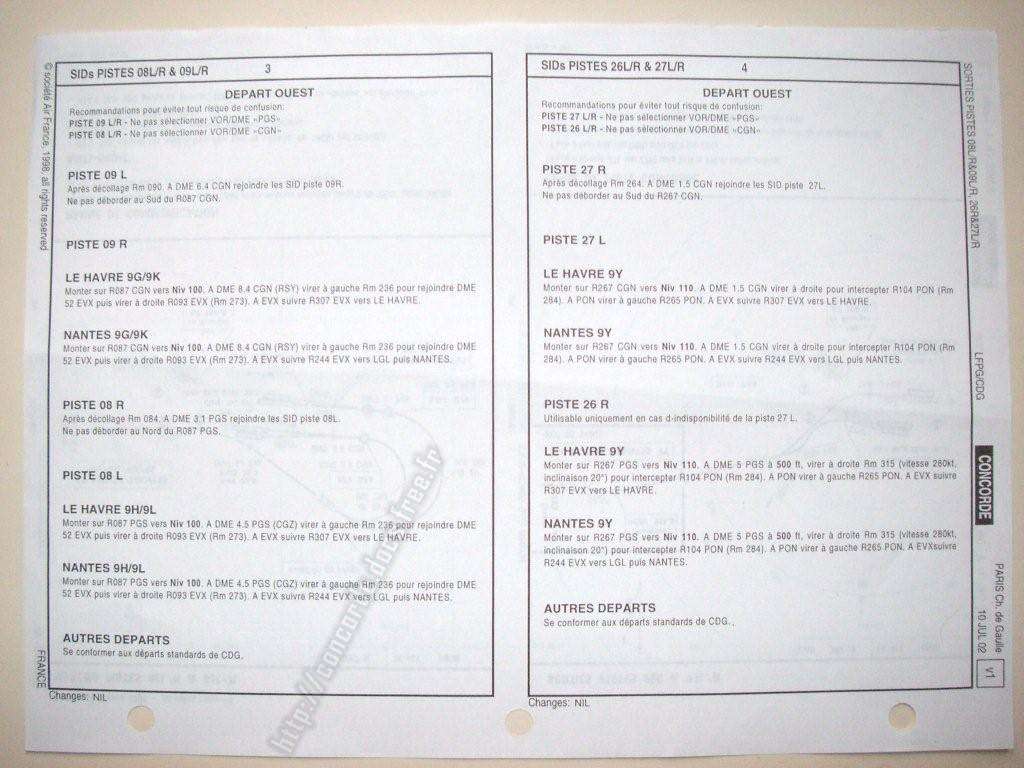 © société Air France, 1998, all rights reserved
SIDs PISTES 08L/R & 09L/R 3
DEPART OUEST
Recommandations pour éviter tout risque de confusion:
PISTE 09 L/R - Ne pas sélectionner VOR/DME «PGS»
PISTE 08 L/R - Ne pas sélectionner VOR/DME «CGN»
PISTE 09 L
Après décollage Rm 090. A DME 6.4 CGN rejoindre les SID piste 09R.
Ne pas déborder au Sud du R087 CGN.
PISTE 09 R
LE HAVRE 9G/9K
Monter sur R087 CGN vers Niv 100. A DME 8.4 CGN (RSY) virer à gauche Rm 236 pour rejoindre DME
52 EVX puis virer à droite R093 EVX (Rm 273). A EVX suivre R307 EVX vers LE HAVRE.
NANTES 9G/9K
Monter sur R087 CGN vers Niv 100. A DME 8.4 CGN (RSY) virer à gauche Rm 236 pour rejoindre DME
52 EVX puis virer à droite R093 EVX (Rm 273). A EVX suivre R244 EVX vers LGL puis NANTES.
PISTE 08 R
Après décollage Rm 084. A DME 3.1 PGS rejoindre les SID piste 08L.
Ne pas déborder au Nord du R087 PGS.
PISTE 08 L
LE HAVRE 9H/9L
Monter sur R087 PGS vers Niv 100. A DME 4.5 PGS (CGZ) virer à gauche Rm 236 pour rejoindre DME
52 EVX puis virer à droite R093 EVX (Rm 273). A EVX suivre R307 EVX vers LE HAVRE.
NANTES 9H/9L
Monter sur R087 PGS vers Niv 100. A DME 4.5 PGS (CGZ) virer à gauche Rm 236 pour rejoindre DME
52 EVX puis virer à droite R093 EVX (Rm 273). A EVX suivre R244 EVX vers LGL puis NANTES.
AUTRES DEPARTS
Se conformer aux départs standards de CDG.
FRANCE
Changes: NIL
SIDs PISTES 26L/R & 27L/R 4
DEPART OUEST
Recommandations pour éviter tout risque de confusion:
PISTE 27 L/R - Ne pas sélectionner VOR/DME «PGS»
PISTE 26 L/R - Ne pas sélectionner VOR/DME «CGN»
PISTE 27 R
Après décollage Rm 264. A DME 1.5 CGN rejoindre les SID piste 27L.
Ne pas déborder au Sud du R267 CGN.
PISTE 27 L
LE HAVRE 9Y
Monter sur R267 CGN vers Niv 110. A DME 1.5 CGN virer à droite pour intercepter R104 PON (Rm
284). A PON virer à gauche R265 PON. A EVX suivre R307 EVX vers LE HAVRE.
NANTES 9Y
Monter sur R267 CGN vers Niv 110. A DME 1.5 CGN virer à droite pour intercepter R104 PON (Rm
284). A PON virer à gauche R265 PON. A EVX suivre R244 EVX vers LGL puis NANTES.
PISTE 26 R
Utilisable uniquement en cas d-indisponibilité de la piste 27 L.
LE HAVRE 9Y
Monter sur R267 PGS vers Niv 110. A DME 5 PGS à 500 ft, virer à droite Rm 315 (vitesse 280kt,
inclinaison 20°) pour intercepter R104 PON (Rm 284). A PON virer à gauche R265 PON. A EVX suivre
R307 EVX vers LE HAVRE.
NANTES 9Y
Monter sur R267 PGS vers Niv 110. A DME 5 PGS à 500 ft, virer à droite Rm 315 (vitesse 280kt,
inclinaison 20°) pour intercepter R104 PON (Rm 284). A PON virer à gauche R265 PON. A EVXsuivre
R244 EVX vers LGL puis NANTES.
AUTRES DEPARTS
Se conformer aux départs standards de CDG.
Changes: NIL
SORTIES PISTES 08L/R&09L/R, 26R&27L/R
LFPG/CDG
CONCORDE
PARIS Ch. de Gaulle
10 JUL 02
V1